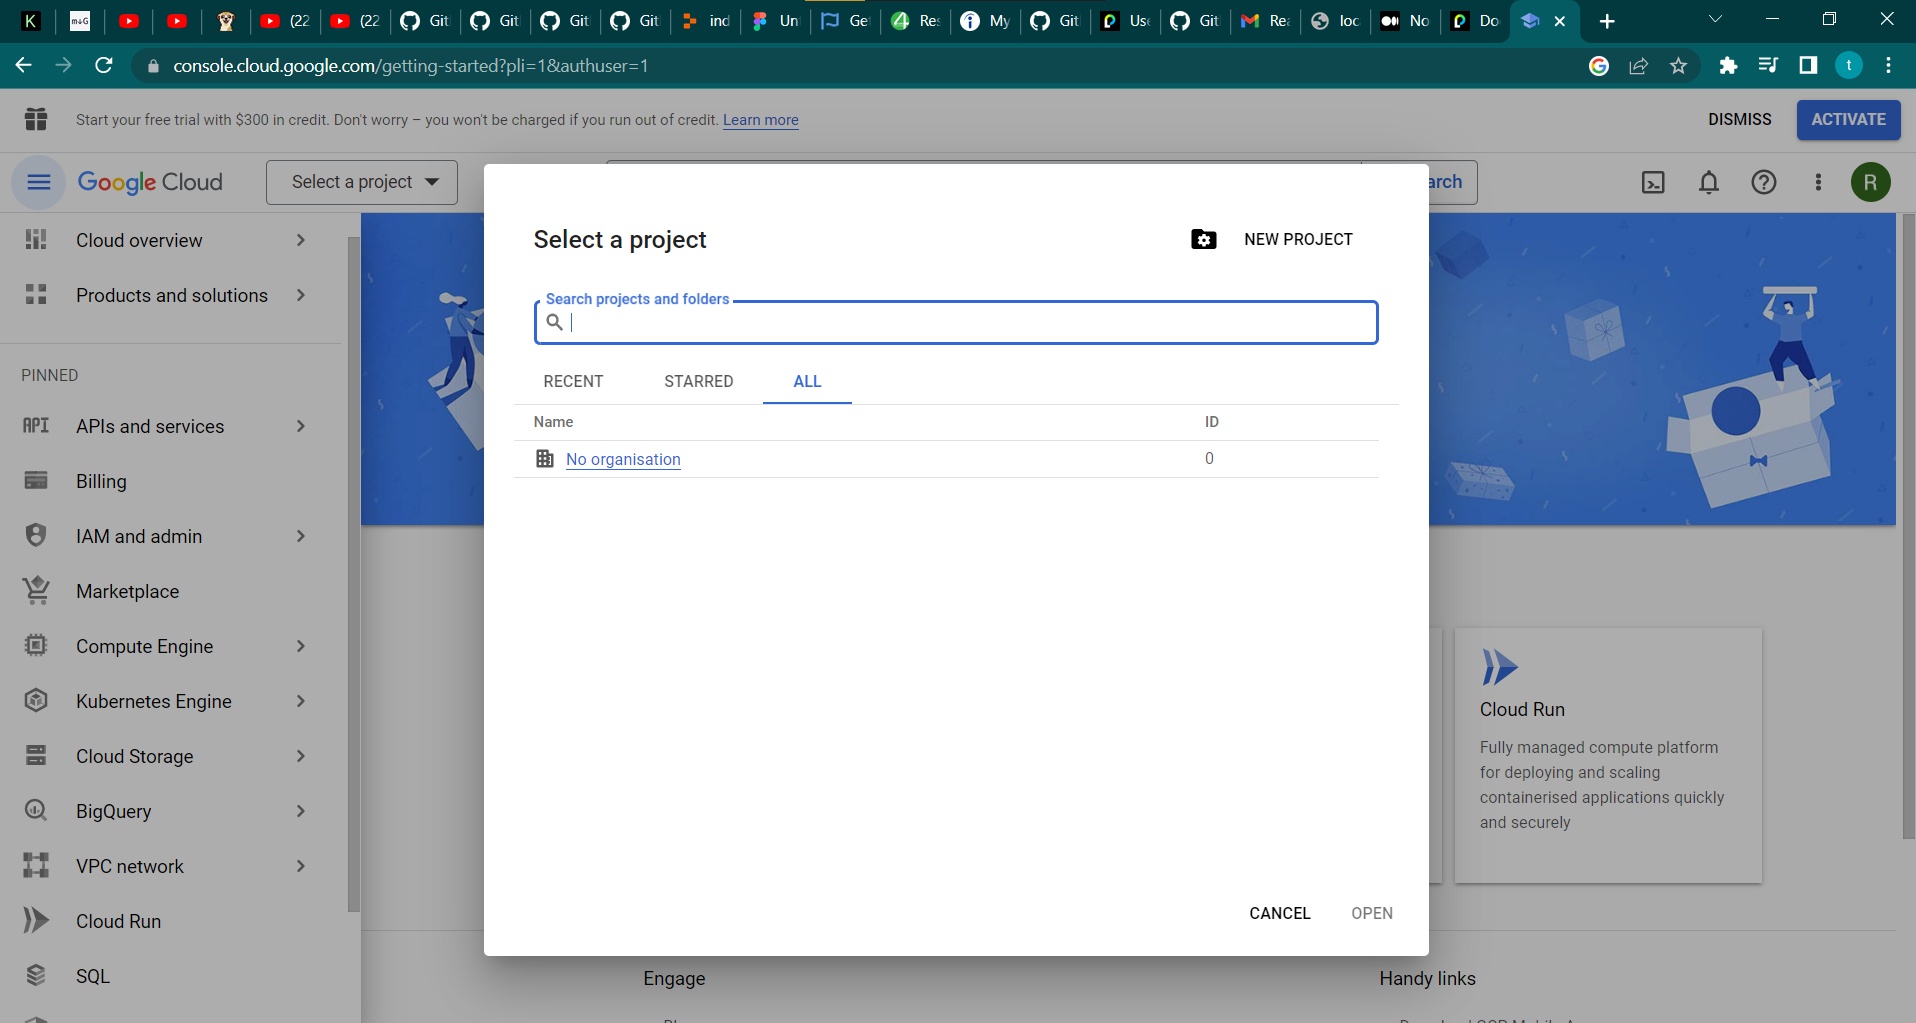 (22
(22
Git
Git
Git
Git
ind
Un
Get
Res
My
Git
Use
Git
Rea
loc
No
Do
console.cloud.google.com/getting-started?pli=1&authuser=1
t
Start your free trial with $300 in credit. Don't worry – you won't be charged if you run out of credit. Learn more
DISMISS
ACTIVATE
Google Cloud
Select a project
arch
R
Cloud overview
Products and solutions
PINNED
API APIs and services
Billing
IAM and admin
Marketplace
Compute Engine
Kubernetes Engine
Cloud Storage
BigQuery
VPC network
Cloud Run
SQL
Select a project
NEW PROJECT
Search projects and folders
RECENT STARRED ALL
Name ID
No organisation 0
CANCEL OPEN
Cloud Run
Fully managed compute platform
for deploying and scaling
containerised applications quickly
and securely
Engage
Handy links